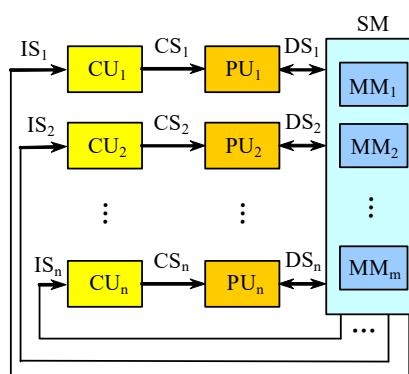 SM
IS₁ CU₁ CS₁ PU₁ DS₁ MM₁
IS₂ CU₂ CS₂ PU₂ DS₂ MM₂
⋮ ⋮ ⋮
ISₙ CUₙ CSₙ PUₙ DSₙ MMₘ
...